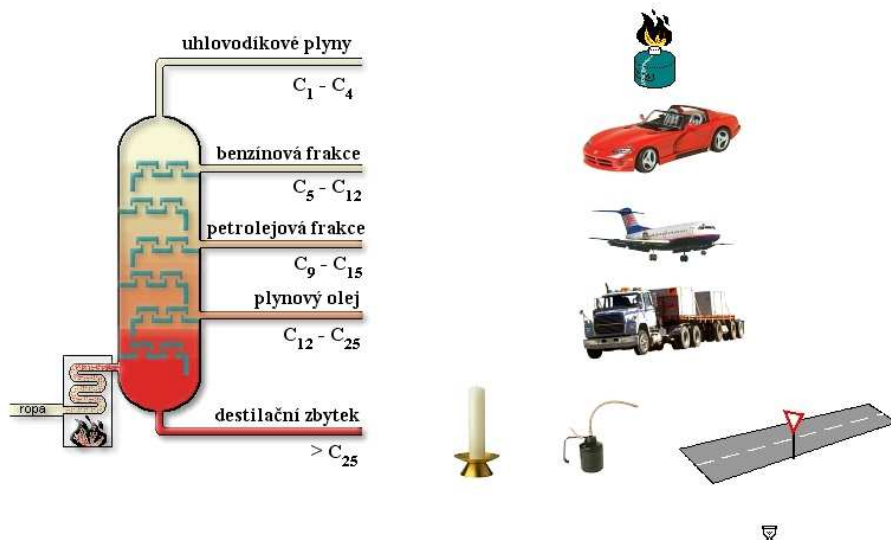 uhlovodíkové plyny
C₁ - C₄
benzínová frakce
C₅ - C₁₂
petrolejová frakce
C₉ - C₁₅
plynový olej
C₁₂ - C₂₅
ropa
destilační zbytek
> C₂₅